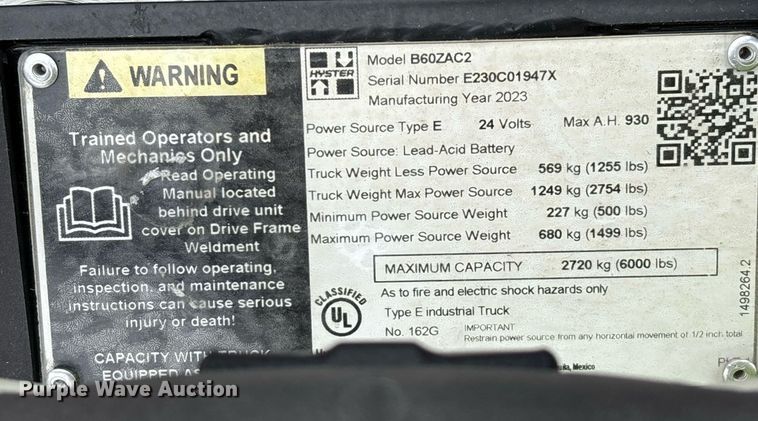 WARNING
Trained Operators and
Mechanics Only
Read Operating
Manual located
behind drive unit
cover on Drive Frame
Weldment
Failure to follow operating,
inspection, and maintenance
instructions can cause serious
injury or death!
CAPACITY WITH TRUCK
EQUIPPED AS
HYSTER
Model B60ZAC2
Serial Number E230C01947X
Manufacturing Year 2023
Power Source Type E 24 Volts Max A.H. 930
Power Source: Lead-Acid Battery
Truck Weight Less Power Source 569 kg (1255 lbs)
Truck Weight Max Power Source 1249 kg (2754 lbs)
Minimum Power Source Weight 227 kg (500 lbs)
Maximum Power Source Weight 680 kg (1499 lbs)
MAXIMUM CAPACITY 2720 kg (6000 lbs)
CLASSIFIED
UL
As to fire and electric shock hazards only
Type E industrial Truck
No. 162G
IMPORTANT
Restrain power source from any horizontal movement of 1/2 inch total
Mexico
1498264.2
Purple Wave Auction